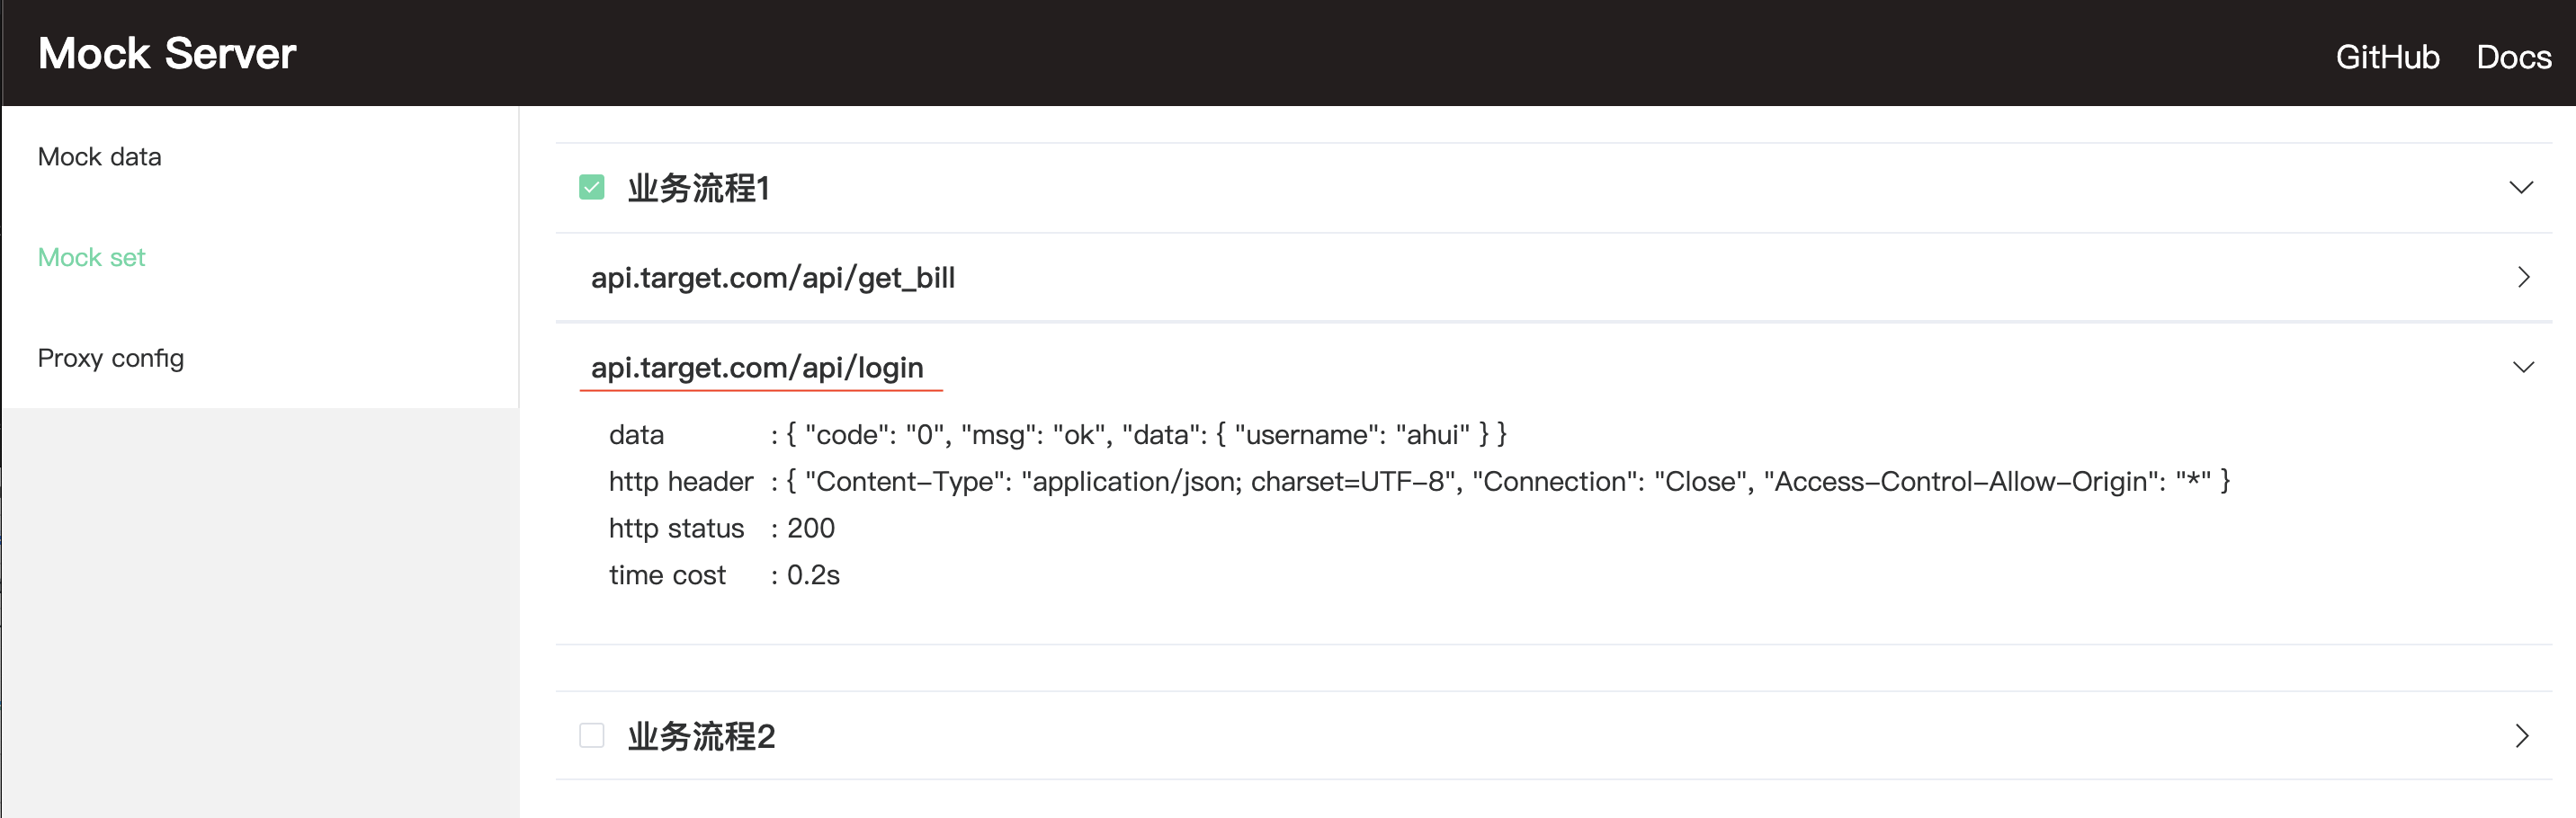 Mock Server
GitHub Docs
Mock data
Mock set
Proxy config
业务流程1
api.target.com/api/get_bill
api.target.com/api/login
data : { "code": "0", "msg": "ok", "data": { "username": "ahui" } }
http header : { "Content-Type": "application/json; charset=UTF-8", "Connection": "Close", "Access-Control-Allow-Origin": "*" }
http status : 200
time cost : 0.2s
业务流程2